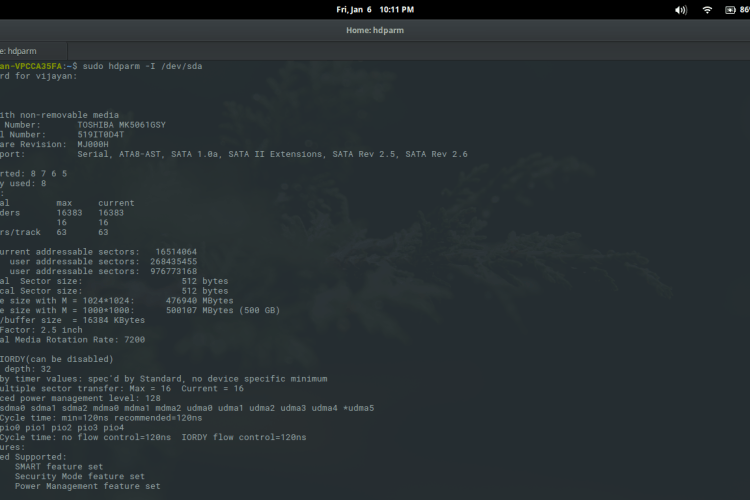 Fri, Jan 6 10:11 PM
86%
Home: hdparm
e: hdparm
an-VPCCA35FA:~$ sudo hdparm -I /dev/sda
rd for vijayan:
ith non-removable media
Number: TOSHIBA MK5061GSY
l Number: 519IT0D4T
are Revision: MJ000H
port: Serial, ATA8-AST, SATA 1.0a, SATA II Extensions, SATA Rev 2.5, SATA Rev 2.6
rted: 8 7 6 5
y used: 8
:
al max current
ders 16383 16383
16 16
rs/track 63 63
urrent addressable sectors: 16514064
user addressable sectors: 268435455
user addressable sectors: 976773168
al Sector size: 512 bytes
cal Sector size: 512 bytes
e size with M = 1024*1024: 476940 MBytes
e size with M = 1000*1000: 500107 MBytes (500 GB)
/buffer size = 16384 KBytes
Factor: 2.5 inch
al Media Rotation Rate: 7200
IORDY(can be disabled)
depth: 32
by timer values: spec'd by Standard, no device specific minimum
ultiple sector transfer: Max = 16 Current = 16
ced power management level: 128
sdma0 sdma1 sdma2 mdma0 mdma1 mdma2 udma0 udma1 udma2 udma3 udma4 *udma5
Cycle time: min=120ns recommended=120ns
pio0 pio1 pio2 pio3 pio4
Cycle time: no flow control=120ns IORDY flow control=120ns
ures:
ed Supported:
SMART feature set
Security Mode feature set
Power Management feature set